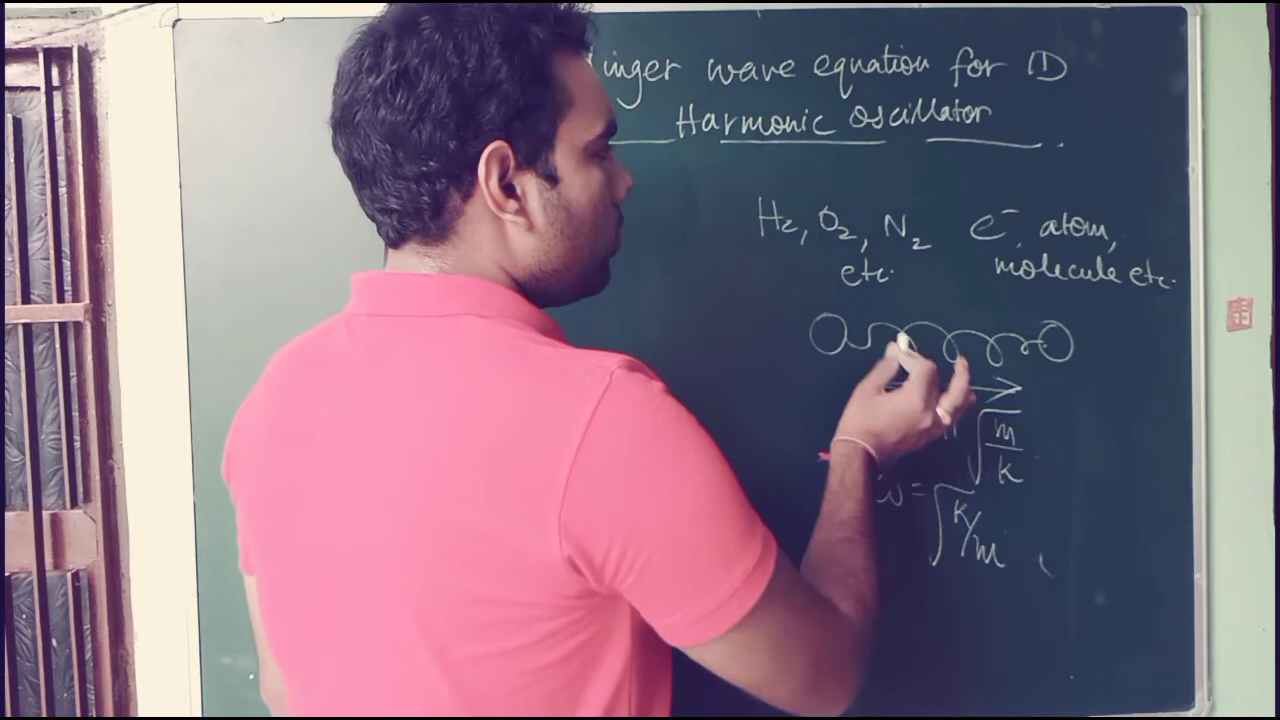 inger wave equation for 1D
Harmonic oscillator
H2, O2, N2 e- atom,
etc. molecule etc.
√m/k
ω = √k/m